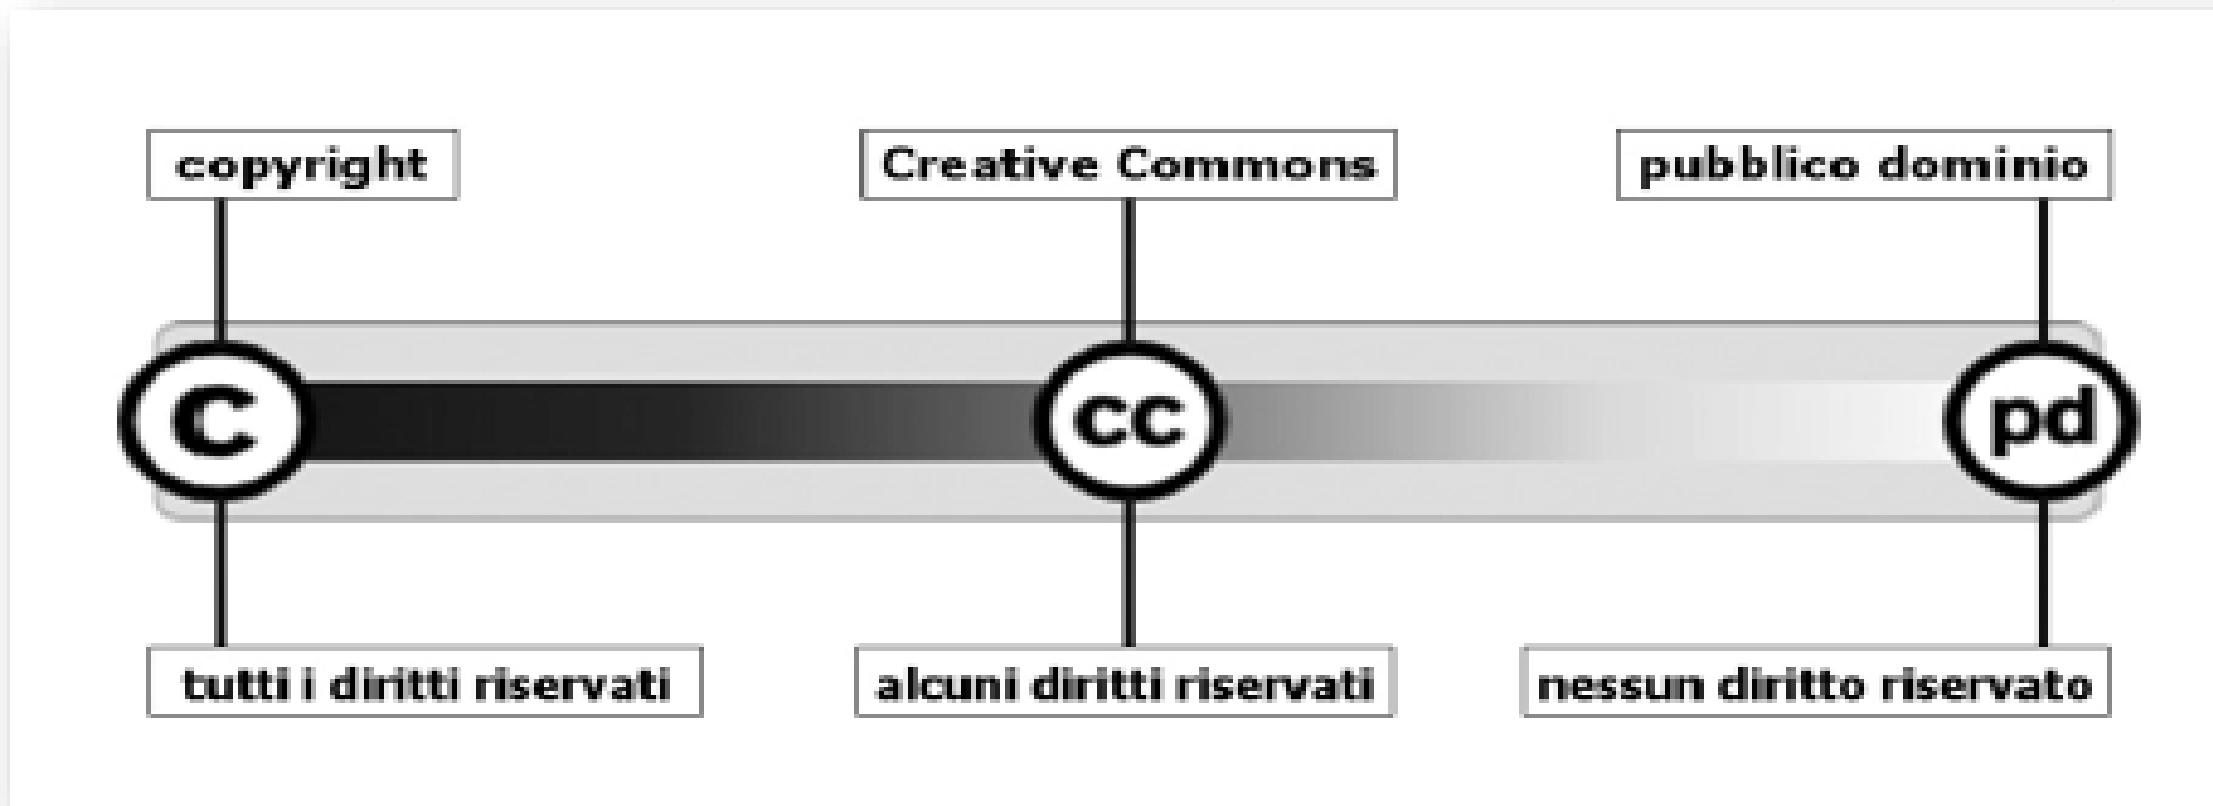 copyright
Creative Commons
pubblico dominio
C
cc
pd
tutti i diritti riservati
alcuni diritti riservati
nessun diritto riservato